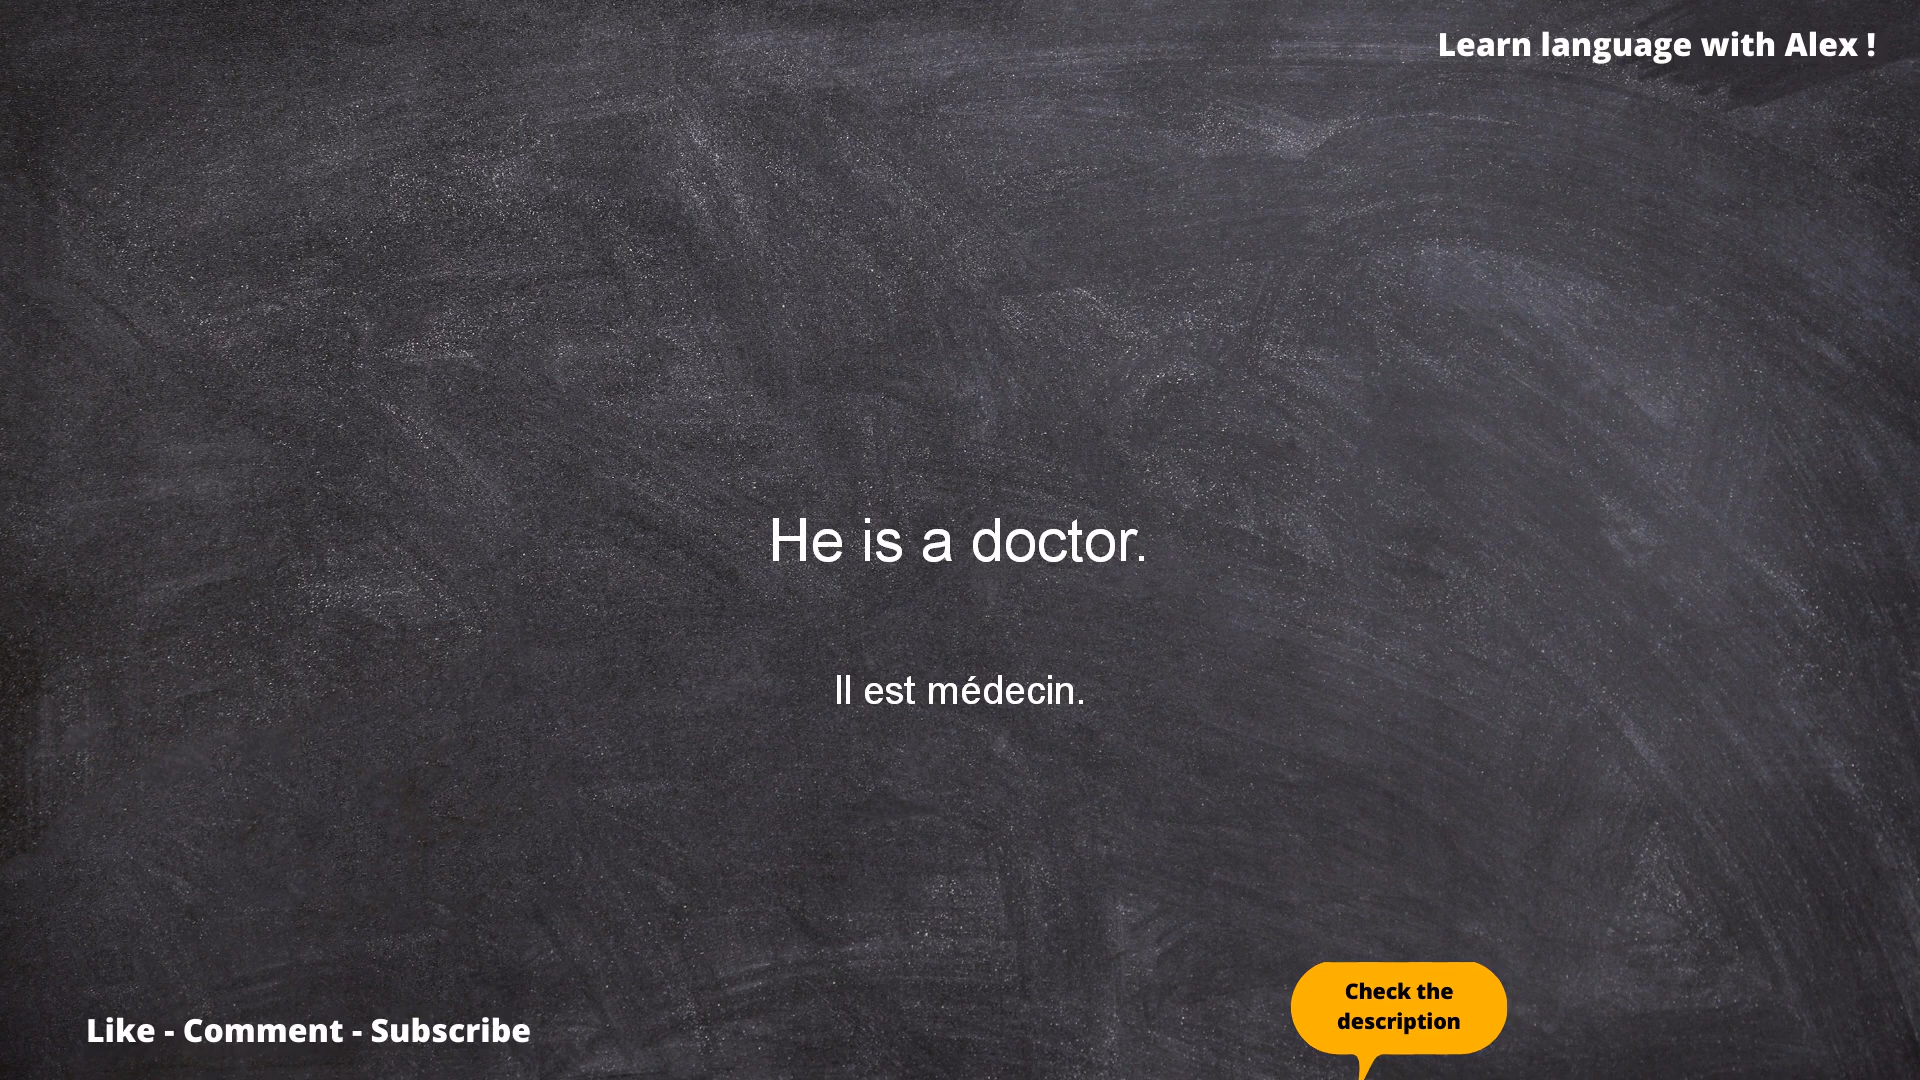 Learn language with Alex !
He is a doctor.
Il est médecin.
Check the
description
Like - Comment - Subscribe